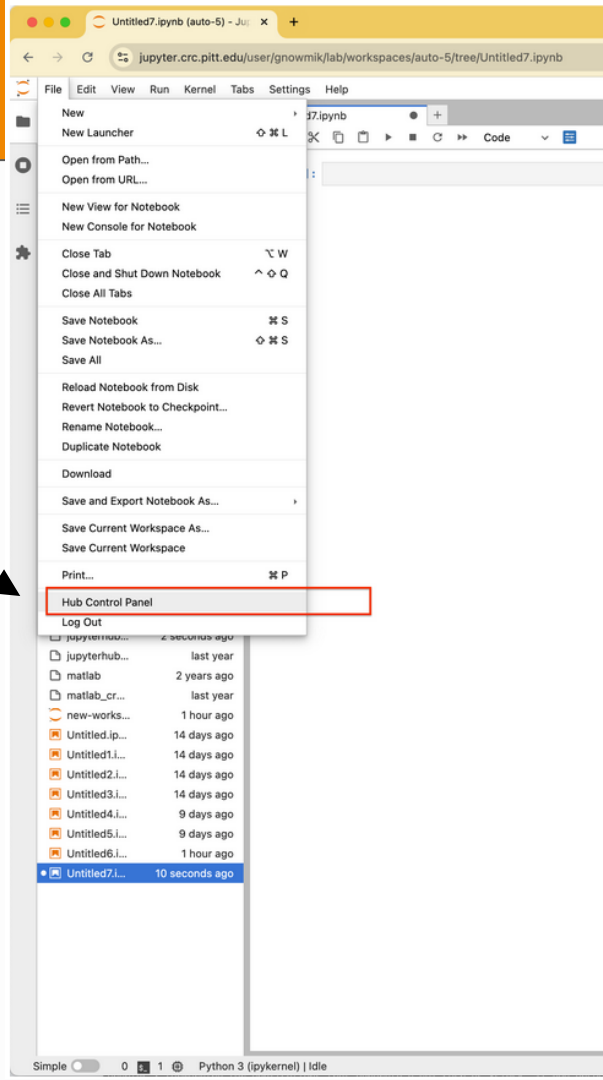 Untitled7.ipynb (auto-5) - Ju
jupyter.crc.pitt.edu/user/gnowmik/lab/workspaces/auto-5/tree/Untitled7.ipynb
File Edit View Run Kernel Tabs Settings Help
d7.ipynb
New
New Launcher ⇧ ⌘ L
Code
Open from Path...
Open from URL...
]:
New View for Notebook
New Console for Notebook
Close Tab ⌥ W
Close and Shut Down Notebook ^ ⇧ Q
Close All Tabs
Save Notebook ⌘ S
Save Notebook As... ⇧ ⌘ S
Save All
Reload Notebook from Disk
Revert Notebook to Checkpoint...
Rename Notebook...
Duplicate Notebook
Download
Save and Export Notebook As...
Save Current Workspace As...
Save Current Workspace
Print... ⌘ P
Hub Control Panel
Log Out
jupyterhub... 2 seconds ago
jupyterhub... last year
matlab 2 years ago
matlab_cr... last year
new-works... 1 hour ago
Untitled.ip... 14 days ago
Untitled1.i... 14 days ago
Untitled2.i... 14 days ago
Untitled3.i... 14 days ago
Untitled4.i... 9 days ago
Untitled5.i... 9 days ago
Untitled6.i... 1 hour ago
Untitled7.i... 10 seconds ago
Simple 0 1 Python 3 (ipykernel) | Idle